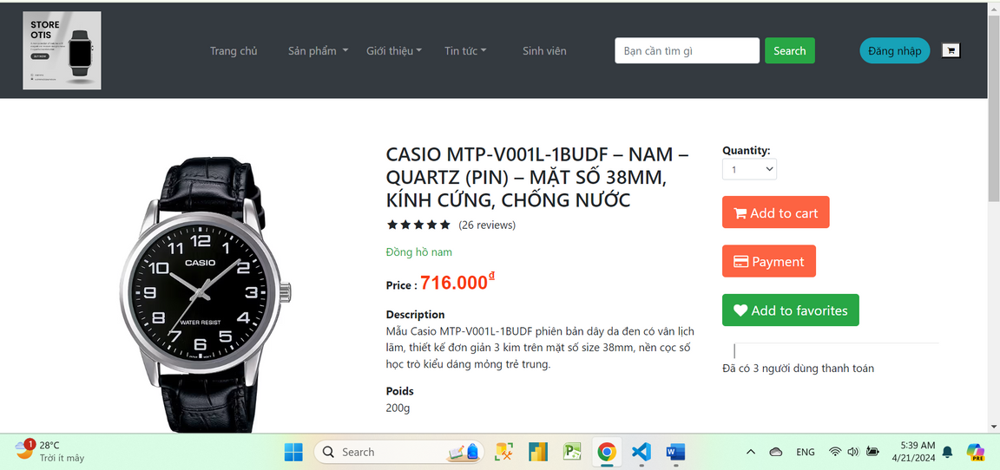 STORE
OTIS
Trang chủ
Sản phẩm
Giới thiệu
Tin tức
Sinh viên
Bạn cần tìm gì
Search
Đăng nhập
CASIO MTP-V001L-1BUDF – NAM –
QUARTZ (PIN) – MẶT SỐ 38MM,
KÍNH CỨNG, CHỐNG NƯỚC
(26 reviews)
Đồng hồ nam
Price : 716.000đ
Description
Mẫu Casio MTP-V001L-1BUDF phiên bản dây da đen có vân lịch
lãm, thiết kế đơn giản 3 kim trên mặt số size 38mm, nền cọc số
học trò kiểu dáng mỏng trẻ trung.
Poids
200g
Quantity:
1
Add to cart
Payment
Add to favorites
Đã có 3 người dùng thanh toán
12
1
2
3
4
5
6
7
8
9
10
11
CASIO
WATER RESIST
1
28°C
Trời ít mây
Search
ENG
5:39 AM
4/21/2024
PRE